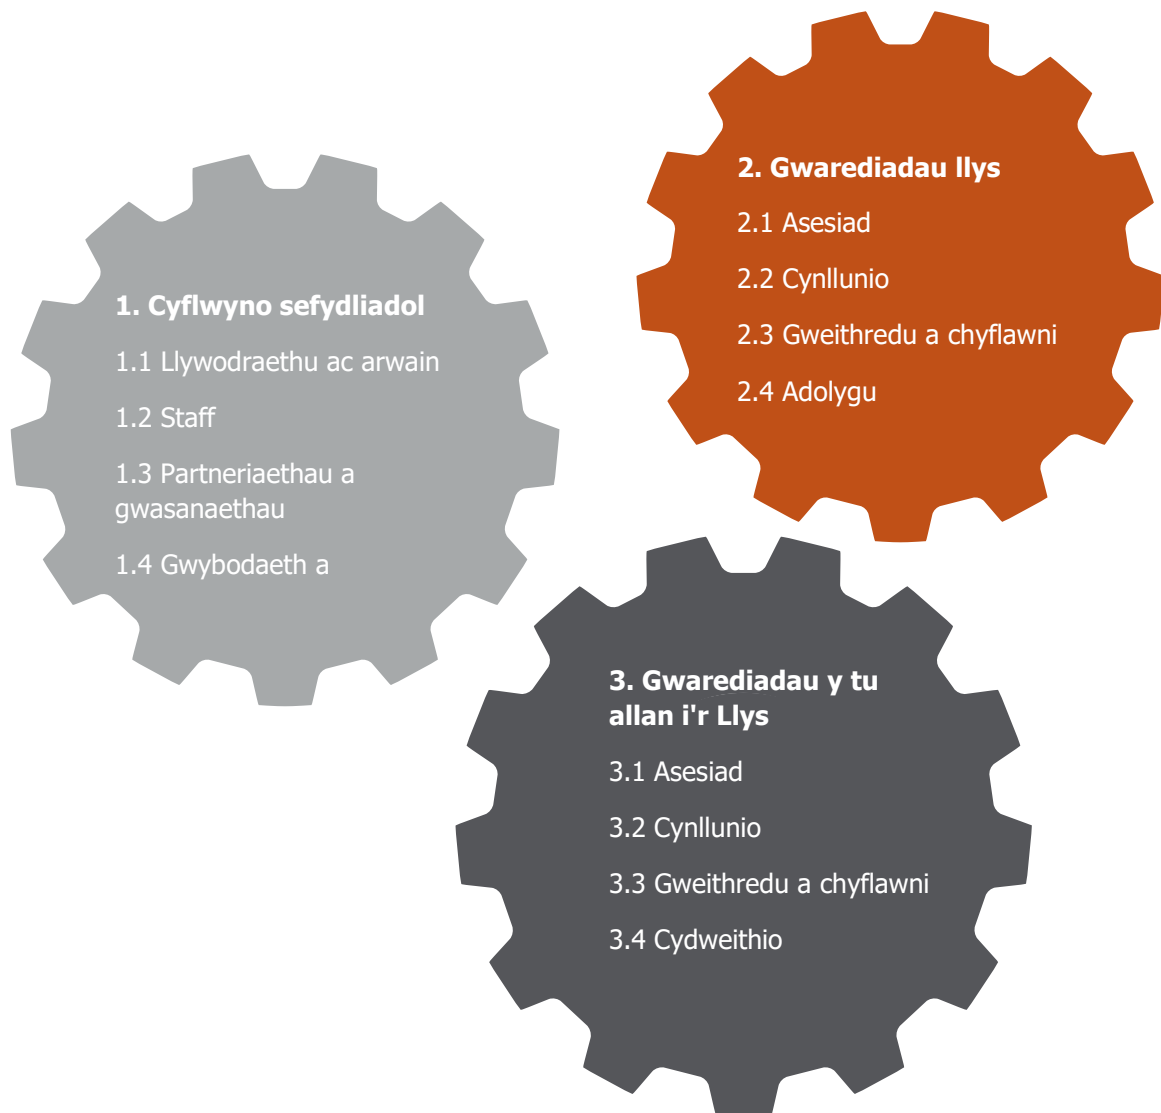 1. Cyflwyno sefydliadol
1.1 Llywodraethu ac arwain
1.2 Staff
1.3 Partneriaethau a
gwasanaethau
1.4 Gwybodaeth a
2. Gwarediadau llys
2.1 Asesiad
2.2 Cynllunio
2.3 Gweithredu a chyflawni
2.4 Adolygu
3. Gwarediadau y tu
allan i'r Llys
3.1 Asesiad
3.2 Cynllunio
3.3 Gweithredu a chyflawni
3.4 Cydweithio